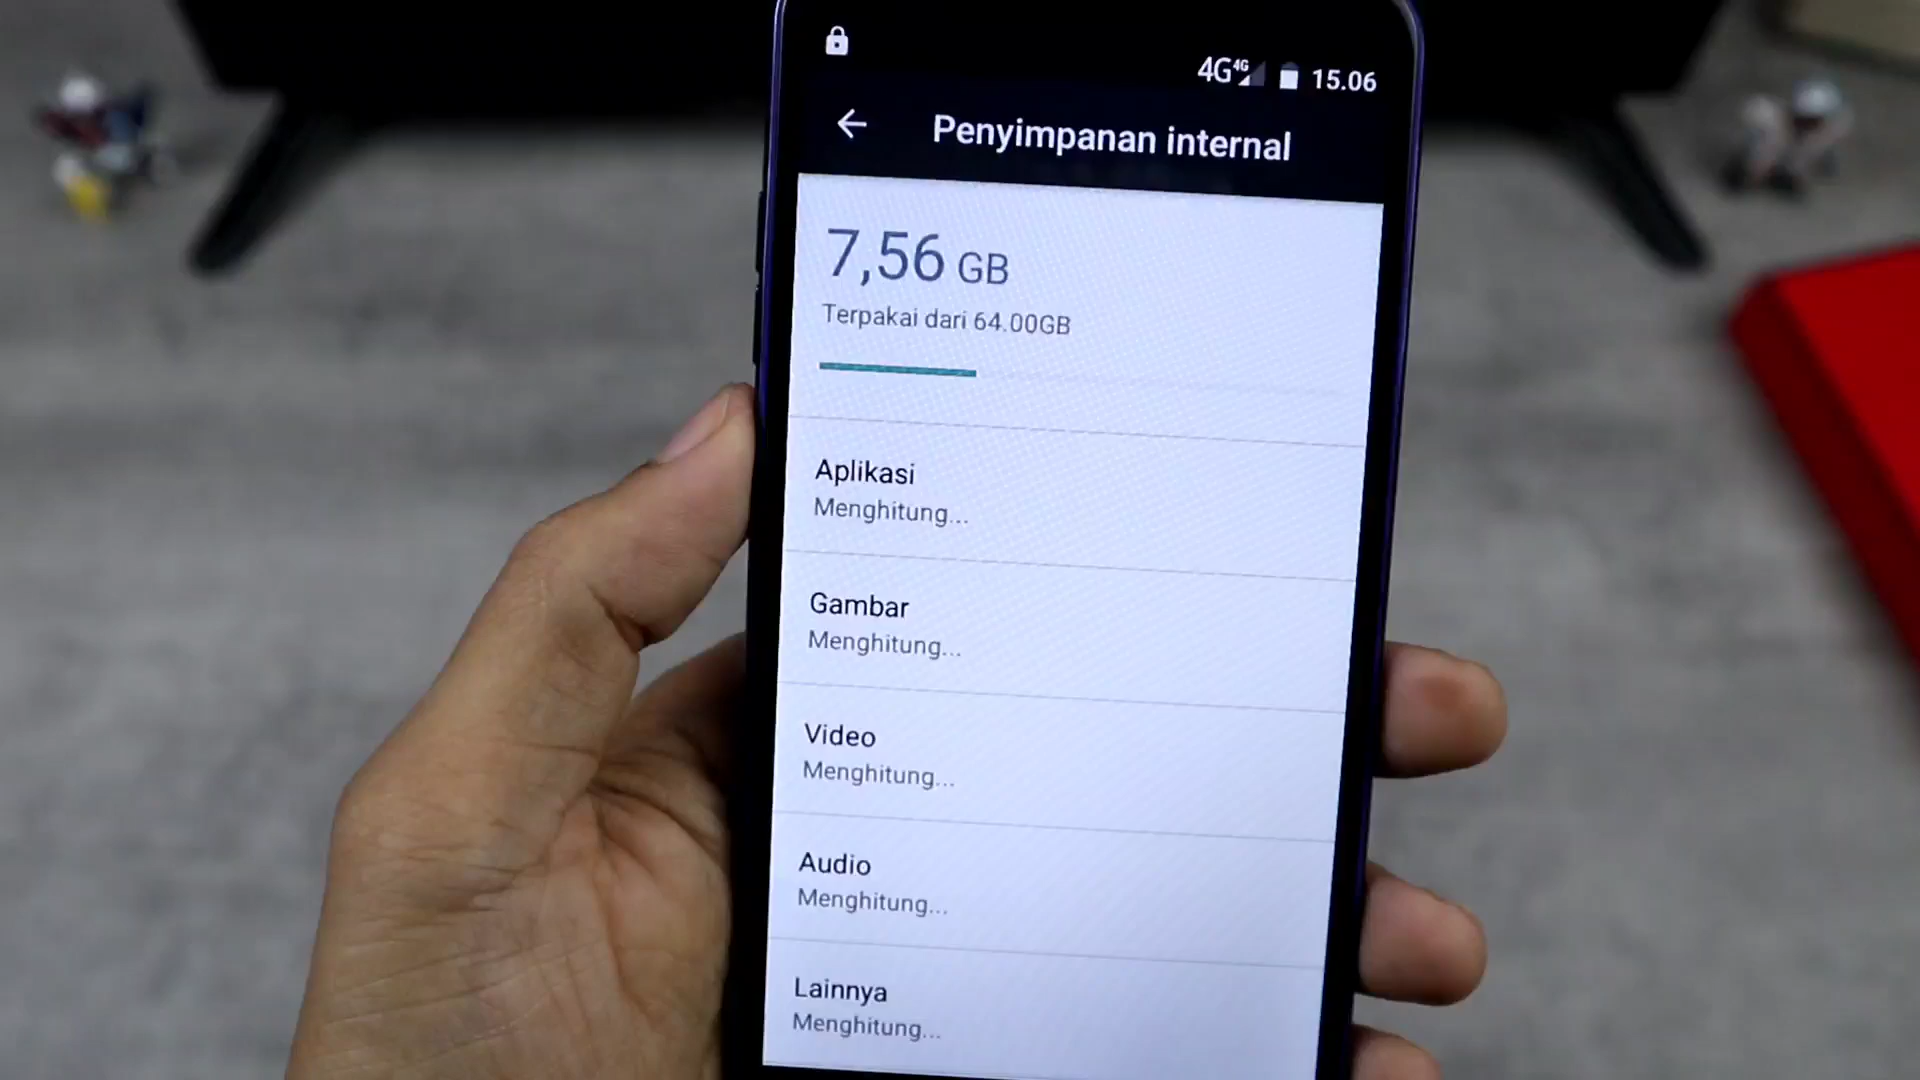 4G 4G 15.06
Penyimpanan internal
7,56 GB
Terpakai dari 64.00GB
Aplikasi
Menghitung...
Gambar
Menghitung...
Video
Menghitung...
Audio
Menghitung...
Lainnya
Menghitung...